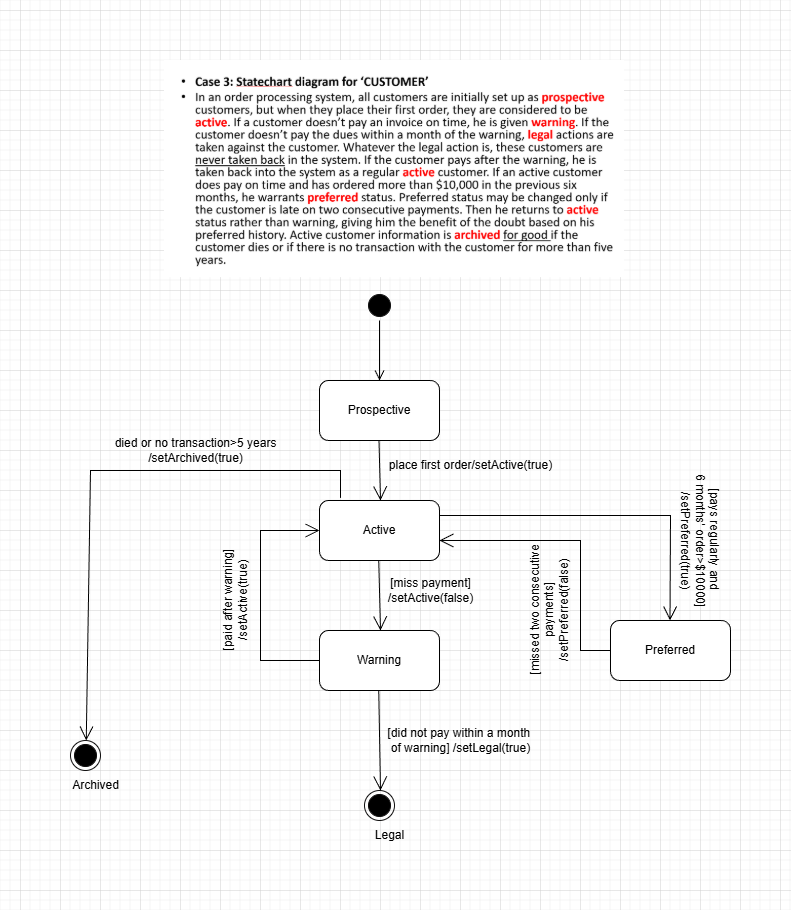 • Case 3: Statechart diagram for ‘CUSTOMER’
• In an order processing system, all customers are initially set up as prospective
customers, but when they place their first order, they are considered to be
active. If a customer doesn’t pay an invoice on time, he is given warning. If the
customer doesn’t pay the dues within a month of the warning, legal actions are
taken against the customer. Whatever the legal action is, these customers are
never taken back in the system. If the customer pays after the warning, he is
taken back into the system as a regular active customer. If an active customer
does pay on time and has ordered more than $10,000 in the previous six
months, he warrants preferred status. Preferred status may be changed only if
the customer is late on two consecutive payments. Then he returns to active
status rather than warning, giving him the benefit of the doubt based on his
preferred history. Active customer information is archived for good if the
customer dies or if there is no transaction with the customer for more than five
years.
Prospective
died or no transaction>5 years
/setArchived(true)
place first order/setActive(true)
Active
[pays regularly and
6 months' order>$10000]
/setPreferred(true)
[paid after warning]
/setActive(true)
[miss payment]
/setActive(false)
[missed two consecutive
payments]
/setPreferred(false)
Warning
Preferred
[did not pay within a month
of warning] /setLegal(true)
Archived
Legal